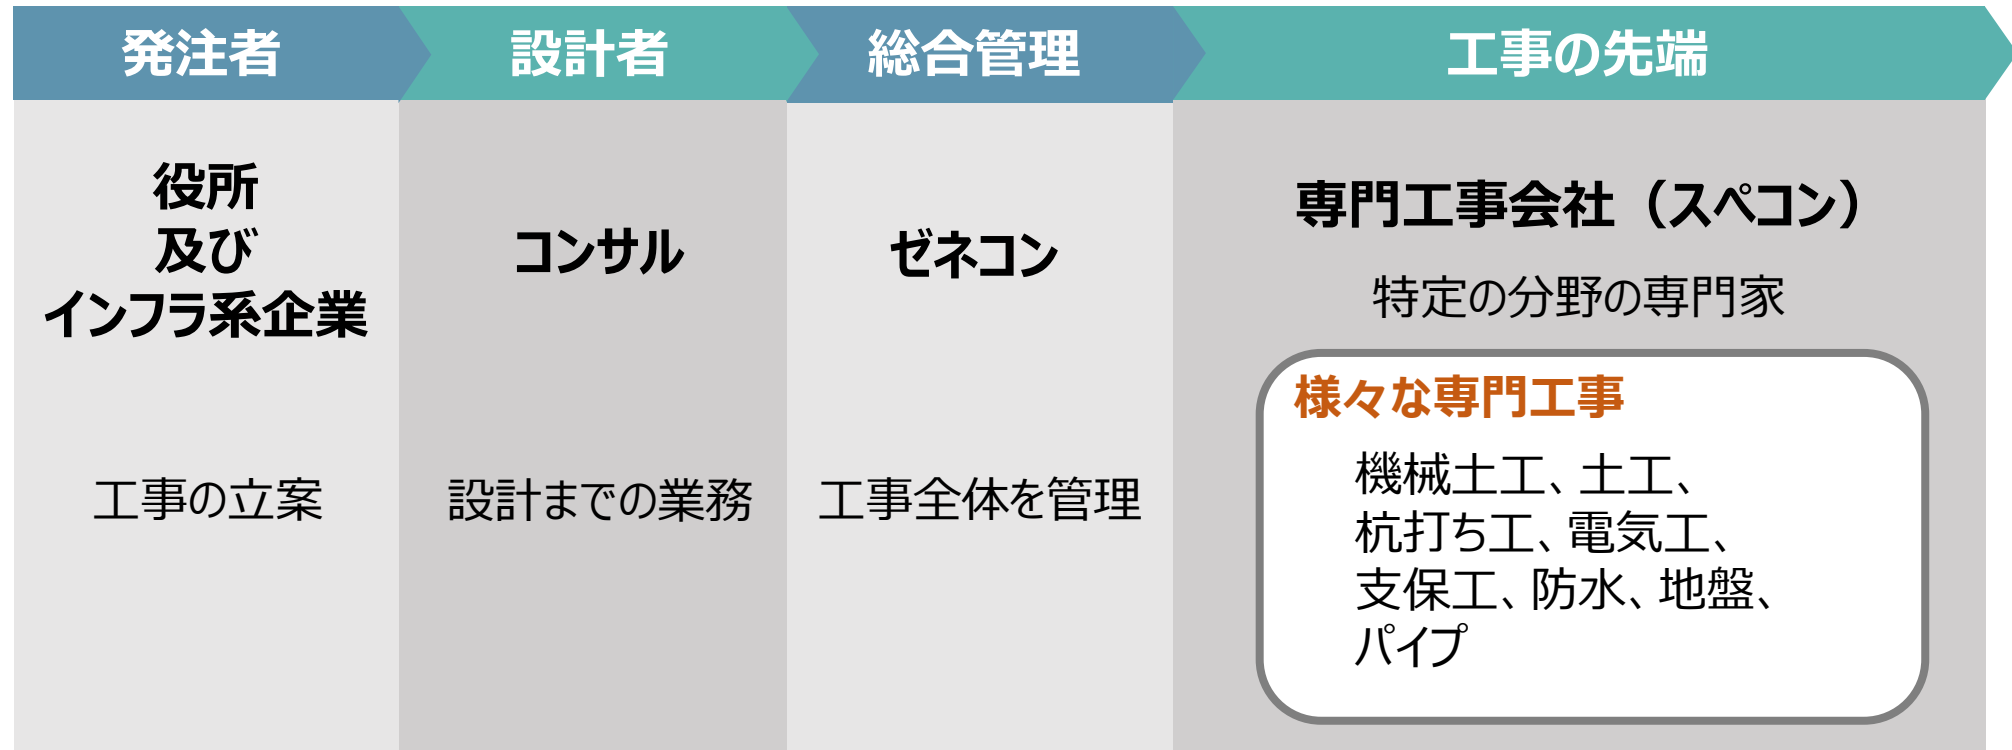 発注者
設計者
総合管理
工事の先端
役所
及び
インフラ系企業
工事の立案
コンサル
設計までの業務
ゼネコン
工事全体を管理
専門工事会社（スペコン）
特定の分野の専門家
様々な専門工事
機械土工、土工、
杭打ち工、電気工、
支保工、防水、地盤、
パイプ